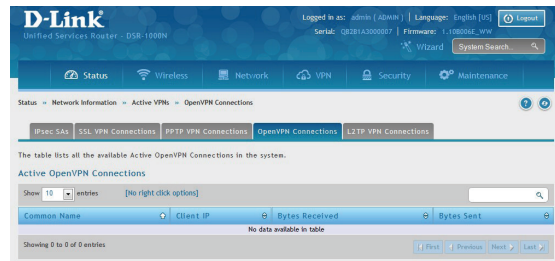 D-Link
Unified Services Router - DSR-1000N
Logged in as: admin ( ADMIN ) | Language: English [US] Logout
Serial: QB2B1A3000007 | Firmware: 1.10B006E_WW
Wizard System Search...
Status Wireless Network VPN Security Maintenance
Status » Network Information » Active VPNs » OpenVPN Connections
IPsec SAs SSL VPN Connections PPTP VPN Connections OpenVPN Connections L2TP VPN Connections
The table lists all the available Active OpenVPN Connections in the system.
Active OpenVPN Connections
Show 10 entries [No right click options]
Common Name Client IP Bytes Received Bytes Sent
No data available in table
Showing 0 to 0 of 0 entries First Previous Next Last